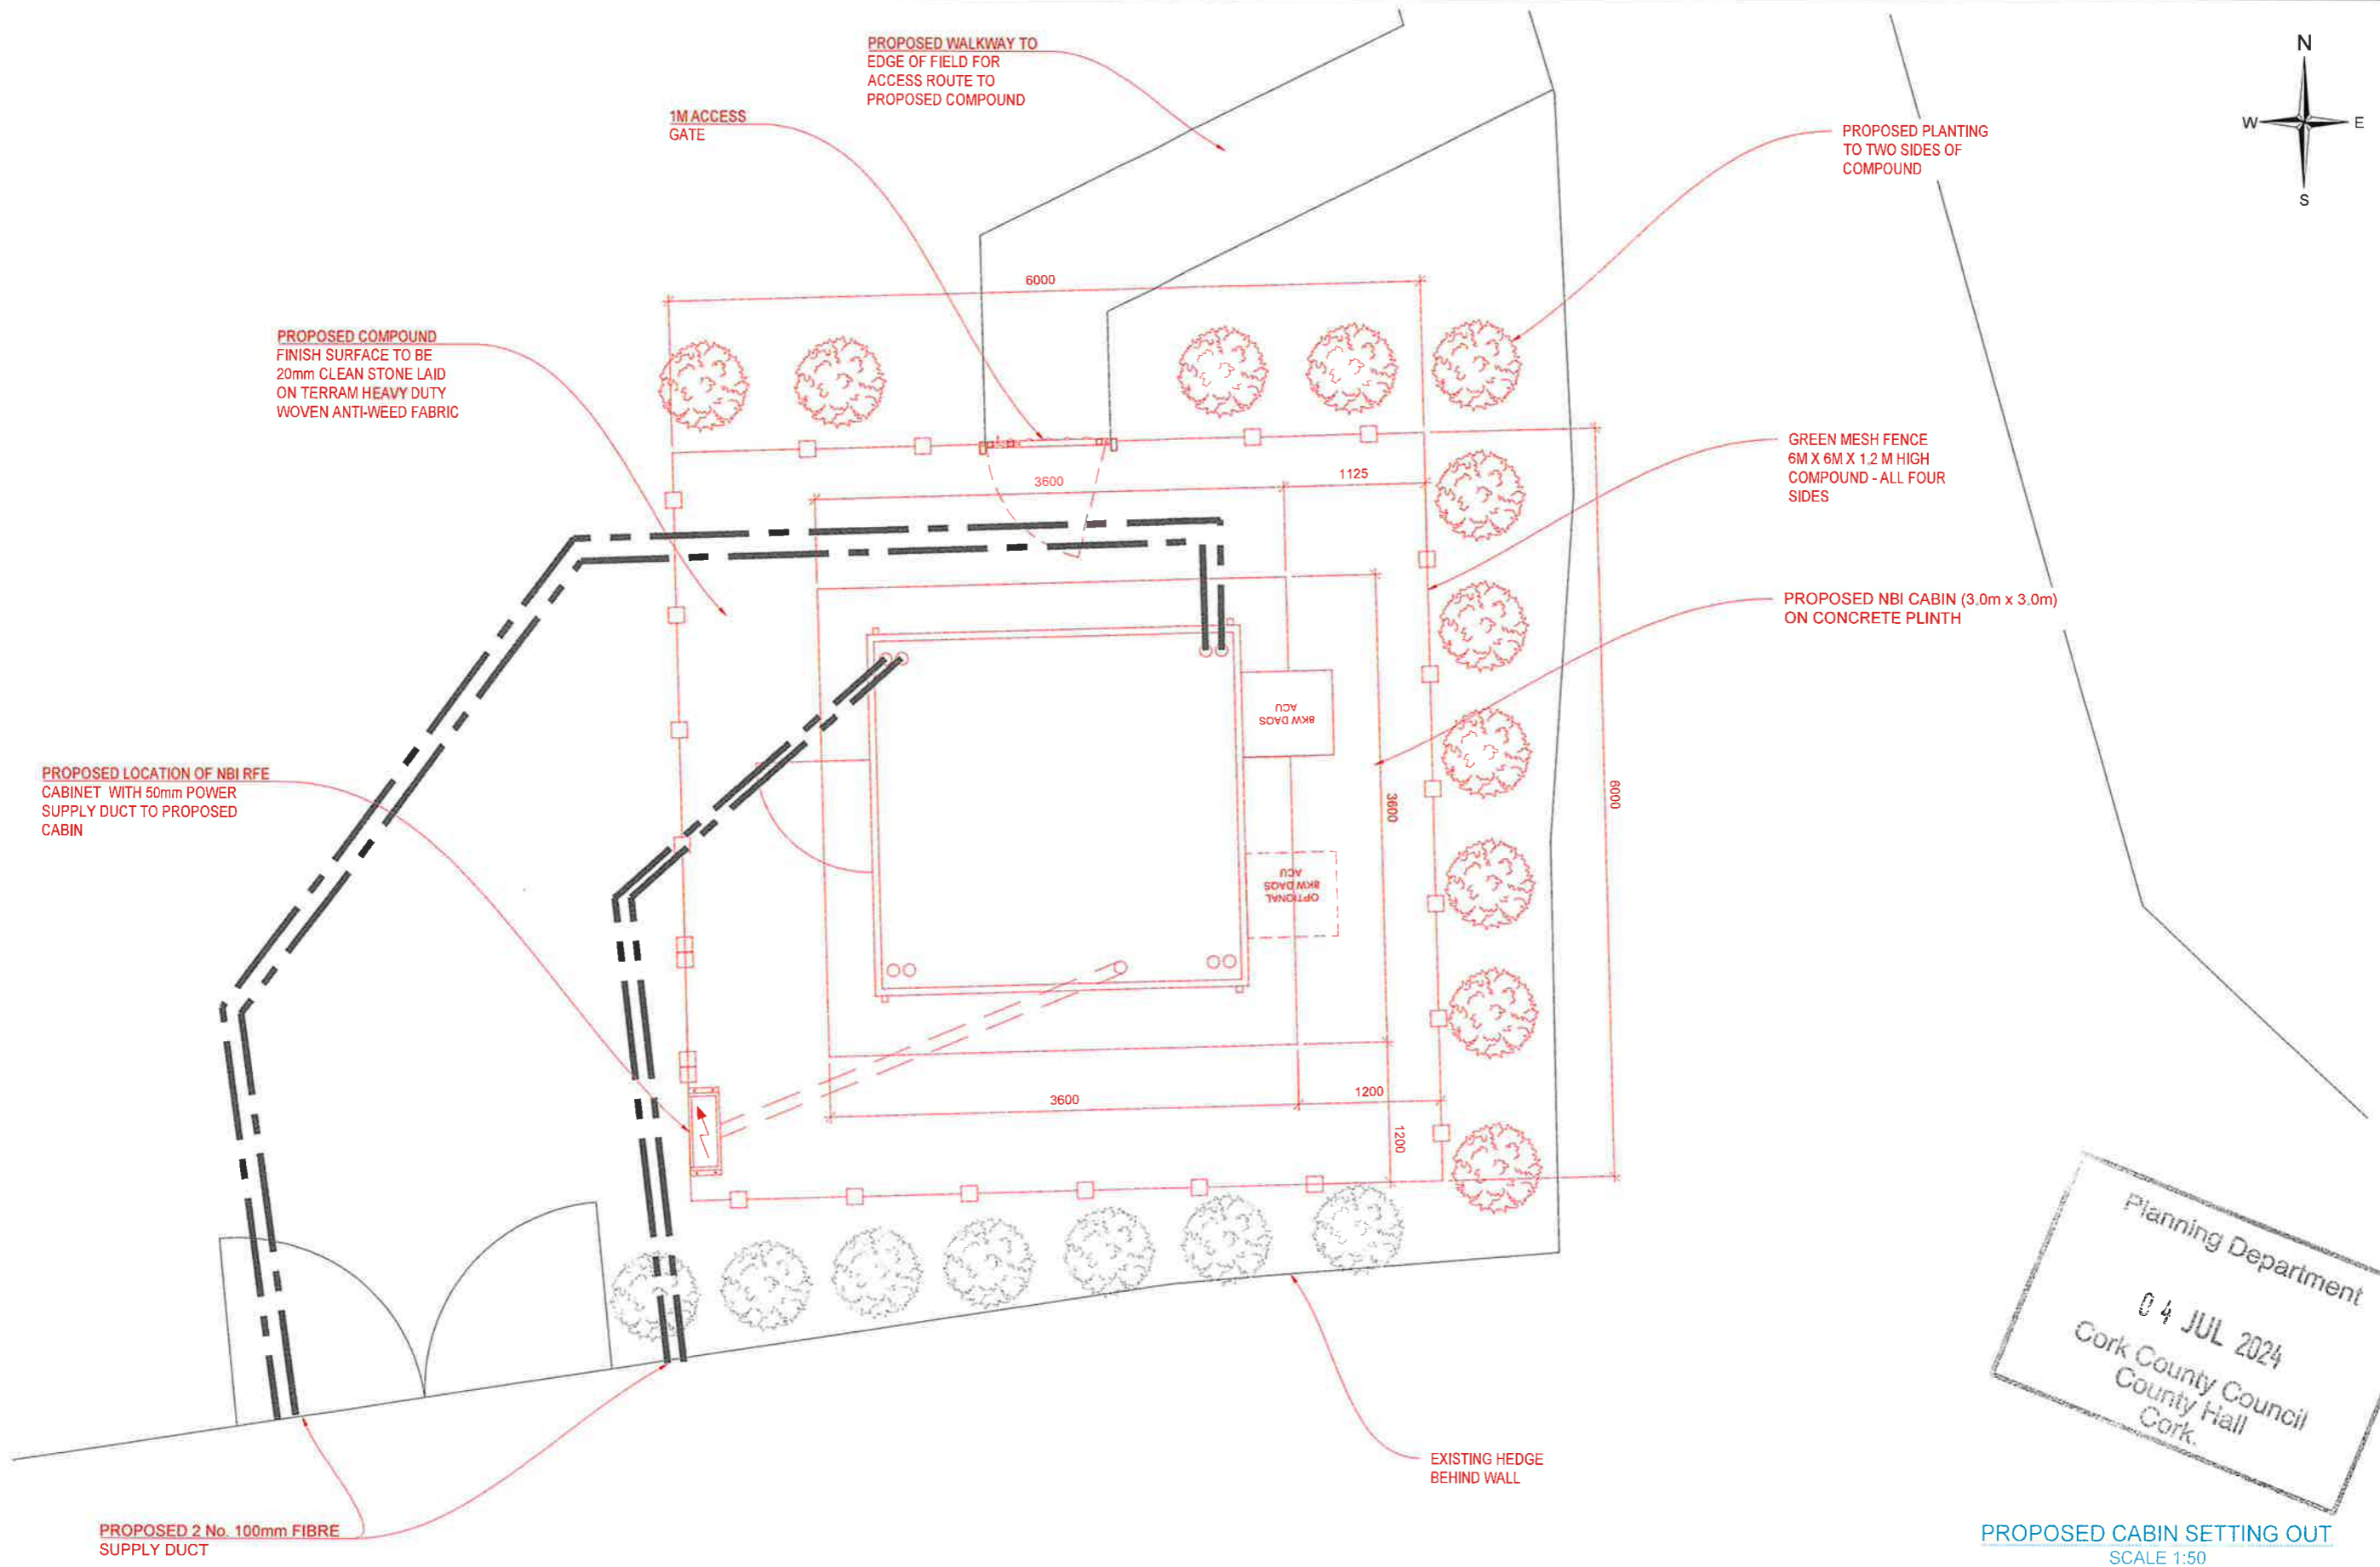 PROPOSED WALKWAY TO
EDGE OF FIELD FOR
ACCESS ROUTE TO
PROPOSED COMPOUND
1M ACCESS
GATE
N
W
E
S
PROPOSED PLANTING
TO TWO SIDES OF
COMPOUND
6000
PROPOSED COMPOUND
FINISH SURFACE TO BE
20mm CLEAN STONE LAID
ON TERRAM HEAVY DUTY
WOVEN ANTI-WEED FABRIC
GREEN MESH FENCE
6M X 6M X 1.2 M HIGH
COMPOUND - ALL FOUR
SIDES
3600
1125
PROPOSED NBI CABIN (3.0m x 3.0m)
ON CONCRETE PLINTH
8KW DAQS
ACU
PROPOSED LOCATION OF NBI RFE
CABINET WITH 50mm POWER
SUPPLY DUCT TO PROPOSED
CABIN
3600
6000
OPTIONAL
8KW DAQS
ACU
3600
1200
1200
Planning Department
04 JUL 2024
Cork County Council
County Hall
Cork.
EXISTING HEDGE
BEHIND WALL
PROPOSED 2 No. 100mm FIBRE
SUPPLY DUCT
PROPOSED CABIN SETTING OUT
SCALE 1:50